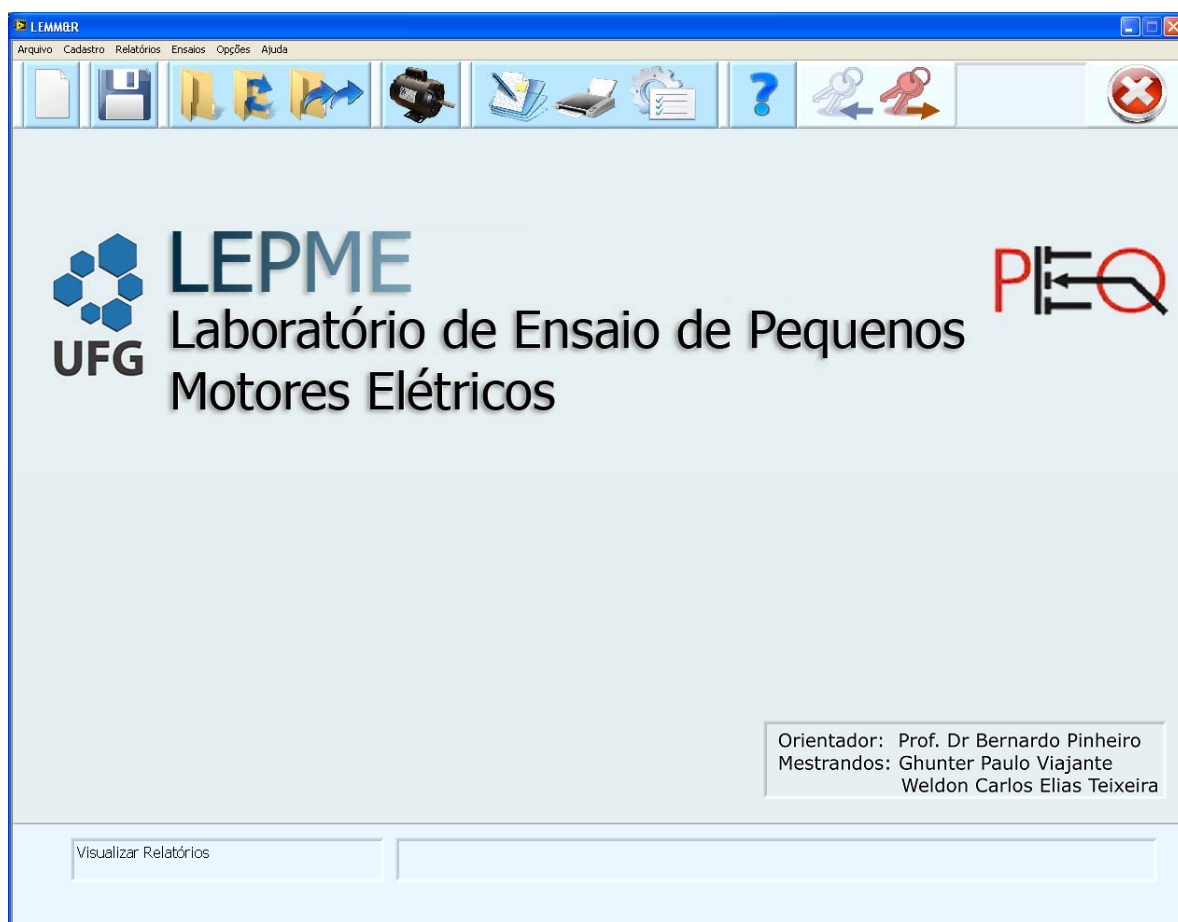 LEMM&R
Arquivo Cadastro Relatórios Ensaios Opções Ajuda
LEPME
Laboratório de Ensaio de Pequenos
Motores Elétricos
UFG
PEQ
Orientador: Prof. Dr Bernardo Pinheiro
Mestrandos: Ghunter Paulo Viajante
Weldon Carlos Elias Teixeira
Visualizar Relatórios